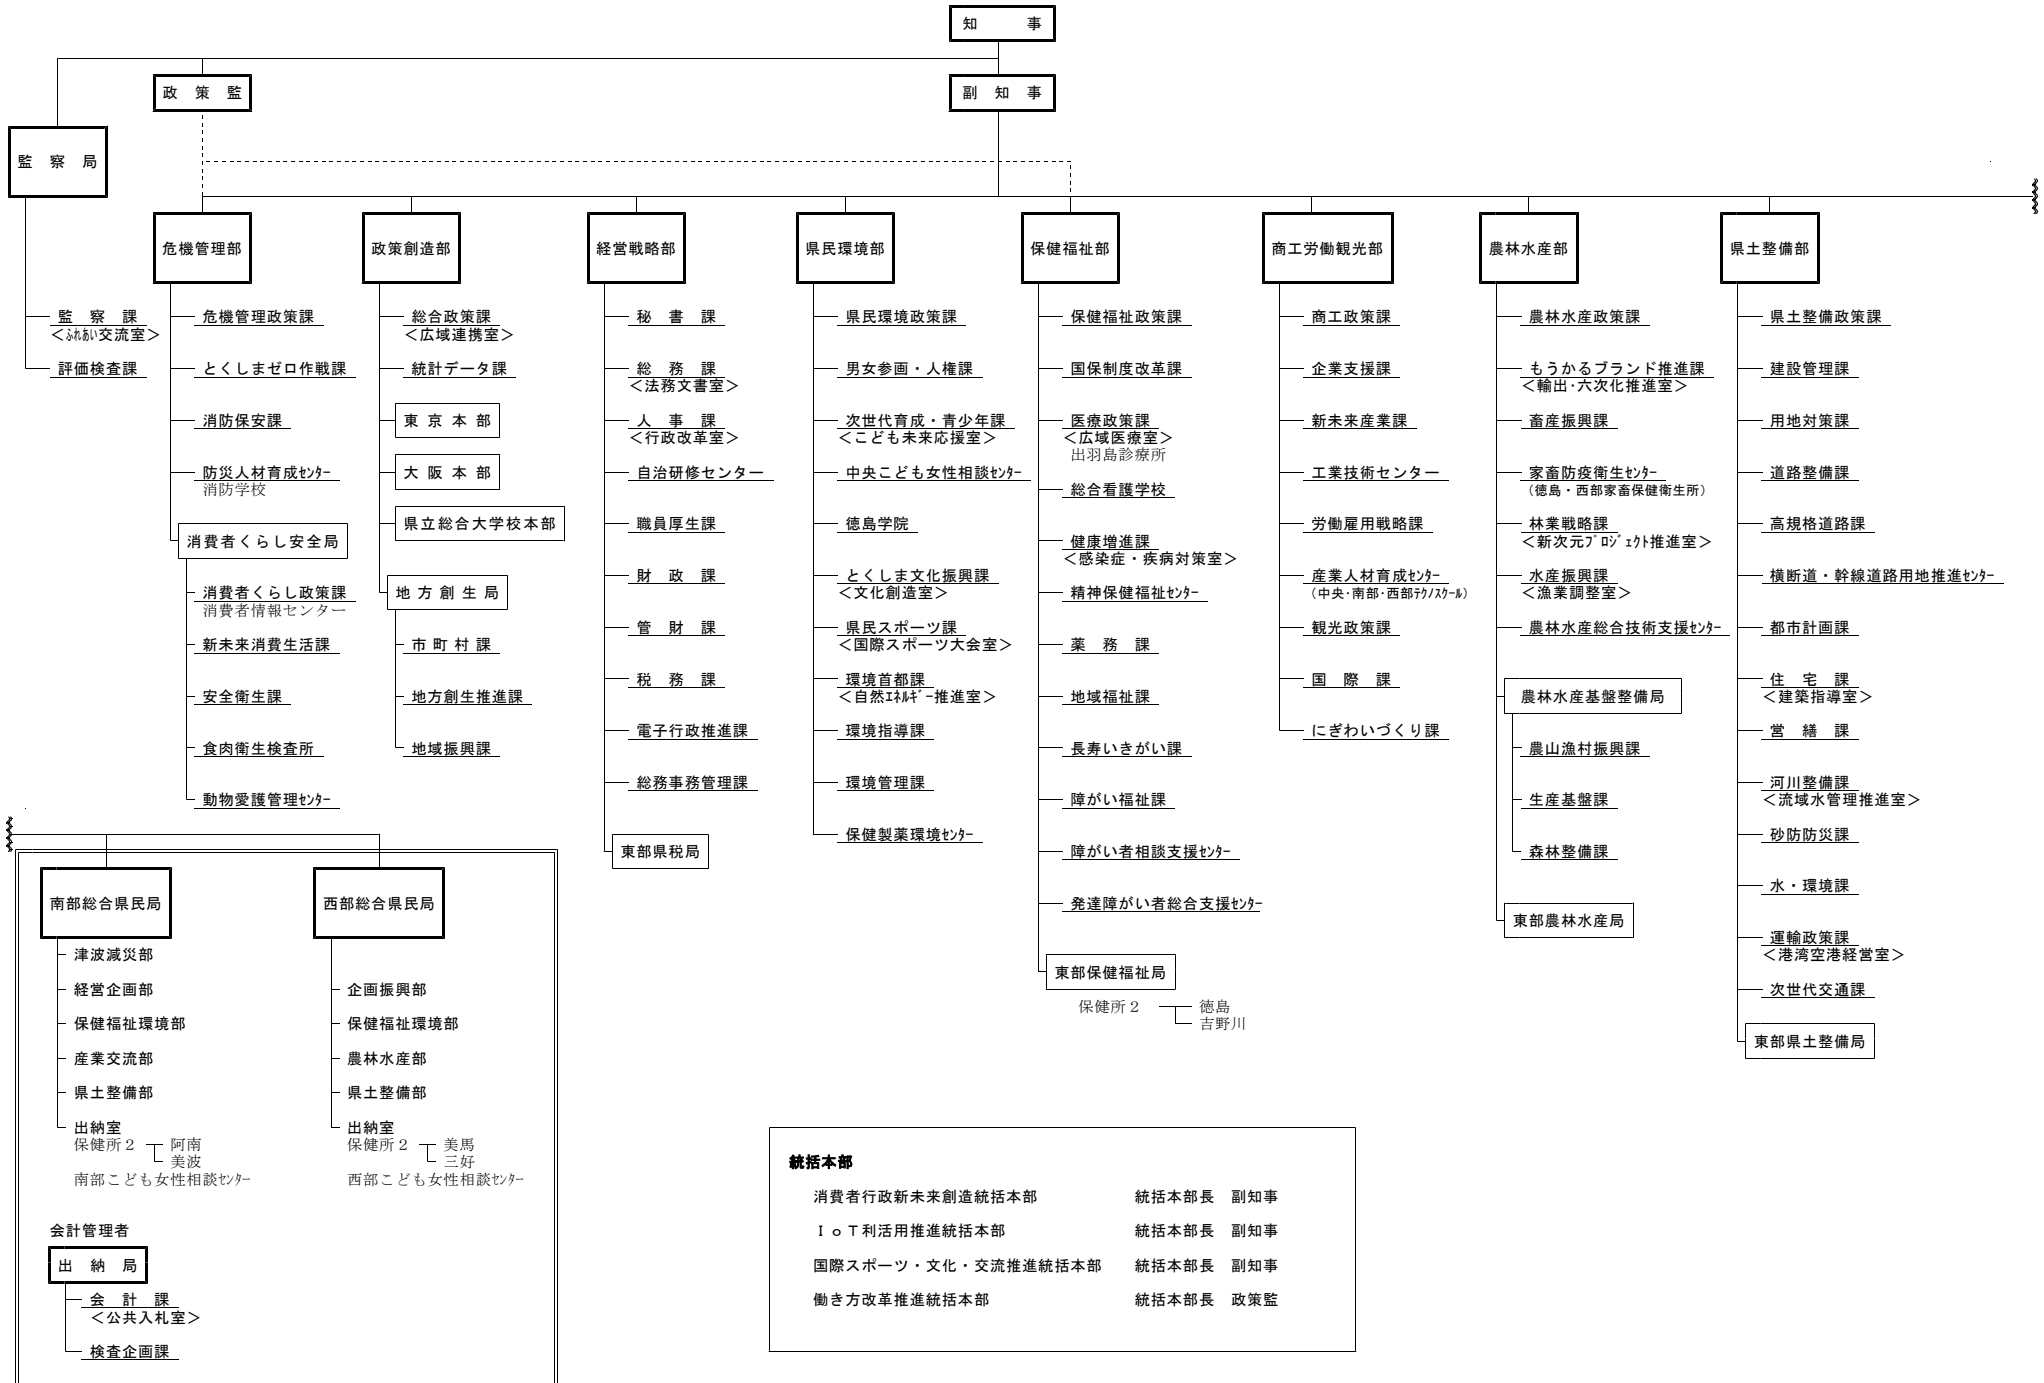 知　事
政　策　監
副　知　事
監　察　局
監　察　課
＜ふれあい交流室＞
評価検査課
危機管理部
危機管理政策課
とくしまゼロ作戦課
消防保安課
防災人材育成ｾﾝﾀｰ
消防学校
消費者くらし安全局
消費者くらし政策課
消費者情報センター
新未来消費生活課
安全衛生課
食肉衛生検査所
動物愛護管理ｾﾝﾀｰ
政策創造部
総合政策課
＜広域連携室＞
統計データ課
東 京 本 部
大 阪 本 部
県立総合大学校本部
地 方 創 生 局
市 町 村 課
地方創生推進課
地域振興課
経営戦略部
秘　書　課
総　務　課
＜法務文書室＞
人　事　課
＜行政改革室＞
自治研修センター
職員厚生課
財　政　課
管　財　課
税　務　課
電子行政推進課
総務事務管理課
東部県税局
県民環境部
県民環境政策課
男女参画・人権課
次世代育成・青少年課
＜こども未来応援室＞
中央こども女性相談ｾﾝﾀｰ
徳島学院
とくしま文化振興課
＜文化創造室＞
県民スポーツ課
＜国際スポーツ大会室＞
環境首都課
＜自然ｴﾈﾙｷﾞｰ推進室＞
環境指導課
環境管理課
保健製薬環境ｾﾝﾀｰ
保健福祉部
保健福祉政策課
国保制度改革課
医療政策課
＜広域医療室＞
出羽島診療所
総合看護学校
健康増進課
＜感染症・疾病対策室＞
精神保健福祉ｾﾝﾀｰ
薬　務　課
地域福祉課
長寿いきがい課
障がい福祉課
障がい者相談支援ｾﾝﾀｰ
発達障がい者総合支援ｾﾝﾀｰ
東部保健福祉局
保健所２　徳島
吉野川
商工労働観光部
商工政策課
企業支援課
新未来産業課
工業技術センター
労働雇用戦略課
産業人材育成ｾﾝﾀｰ
（中央･南部･西部ﾃｸﾉｽｸｰﾙ）
観光政策課
国　際　課
にぎわいづくり課
農林水産部
農林水産政策課
もうかるブランド推進課
＜輸出･六次化推進室＞
畜産振興課
家畜防疫衛生ｾﾝﾀｰ
（徳島・西部家畜保健衛生所）
林業戦略課
＜新次元ﾌﾟﾛｼﾞｪｸﾄ推進室＞
水産振興課
＜漁業調整室＞
農林水産総合技術支援ｾﾝﾀｰ
農林水産基盤整備局
農山漁村振興課
生産基盤課
森林整備課
東部農林水産局
県土整備部
県土整備政策課
建設管理課
用地対策課
道路整備課
高規格道路課
横断道・幹線道路用地推進ｾﾝﾀｰ
都市計画課
住　宅　課
＜建築指導室＞
営　繕　課
河川整備課
＜流域水管理推進室＞
砂防防災課
水・環境課
運輸政策課
＜港湾空港経営室＞
次世代交通課
東部県土整備局
南部総合県民局
津波減災部
経営企画部
保健福祉環境部
産業交流部
県土整備部
出納室
保健所２　阿南
美波
南部こども女性相談ｾﾝﾀｰ
西部総合県民局
企画振興部
保健福祉環境部
農林水産部
県土整備部
出納室
保健所２　美馬
三好
西部こども女性相談ｾﾝﾀｰ
会計管理者
出　納　局
会　計　課
＜公共入札室＞
検査企画課
統括本部
消費者行政新未来創造統括本部　統括本部長　副知事
ＩｏＴ利活用推進統括本部　統括本部長　副知事
国際スポーツ・文化・交流推進統括本部　統括本部長　副知事
働き方改革推進統括本部　統括本部長　政策監